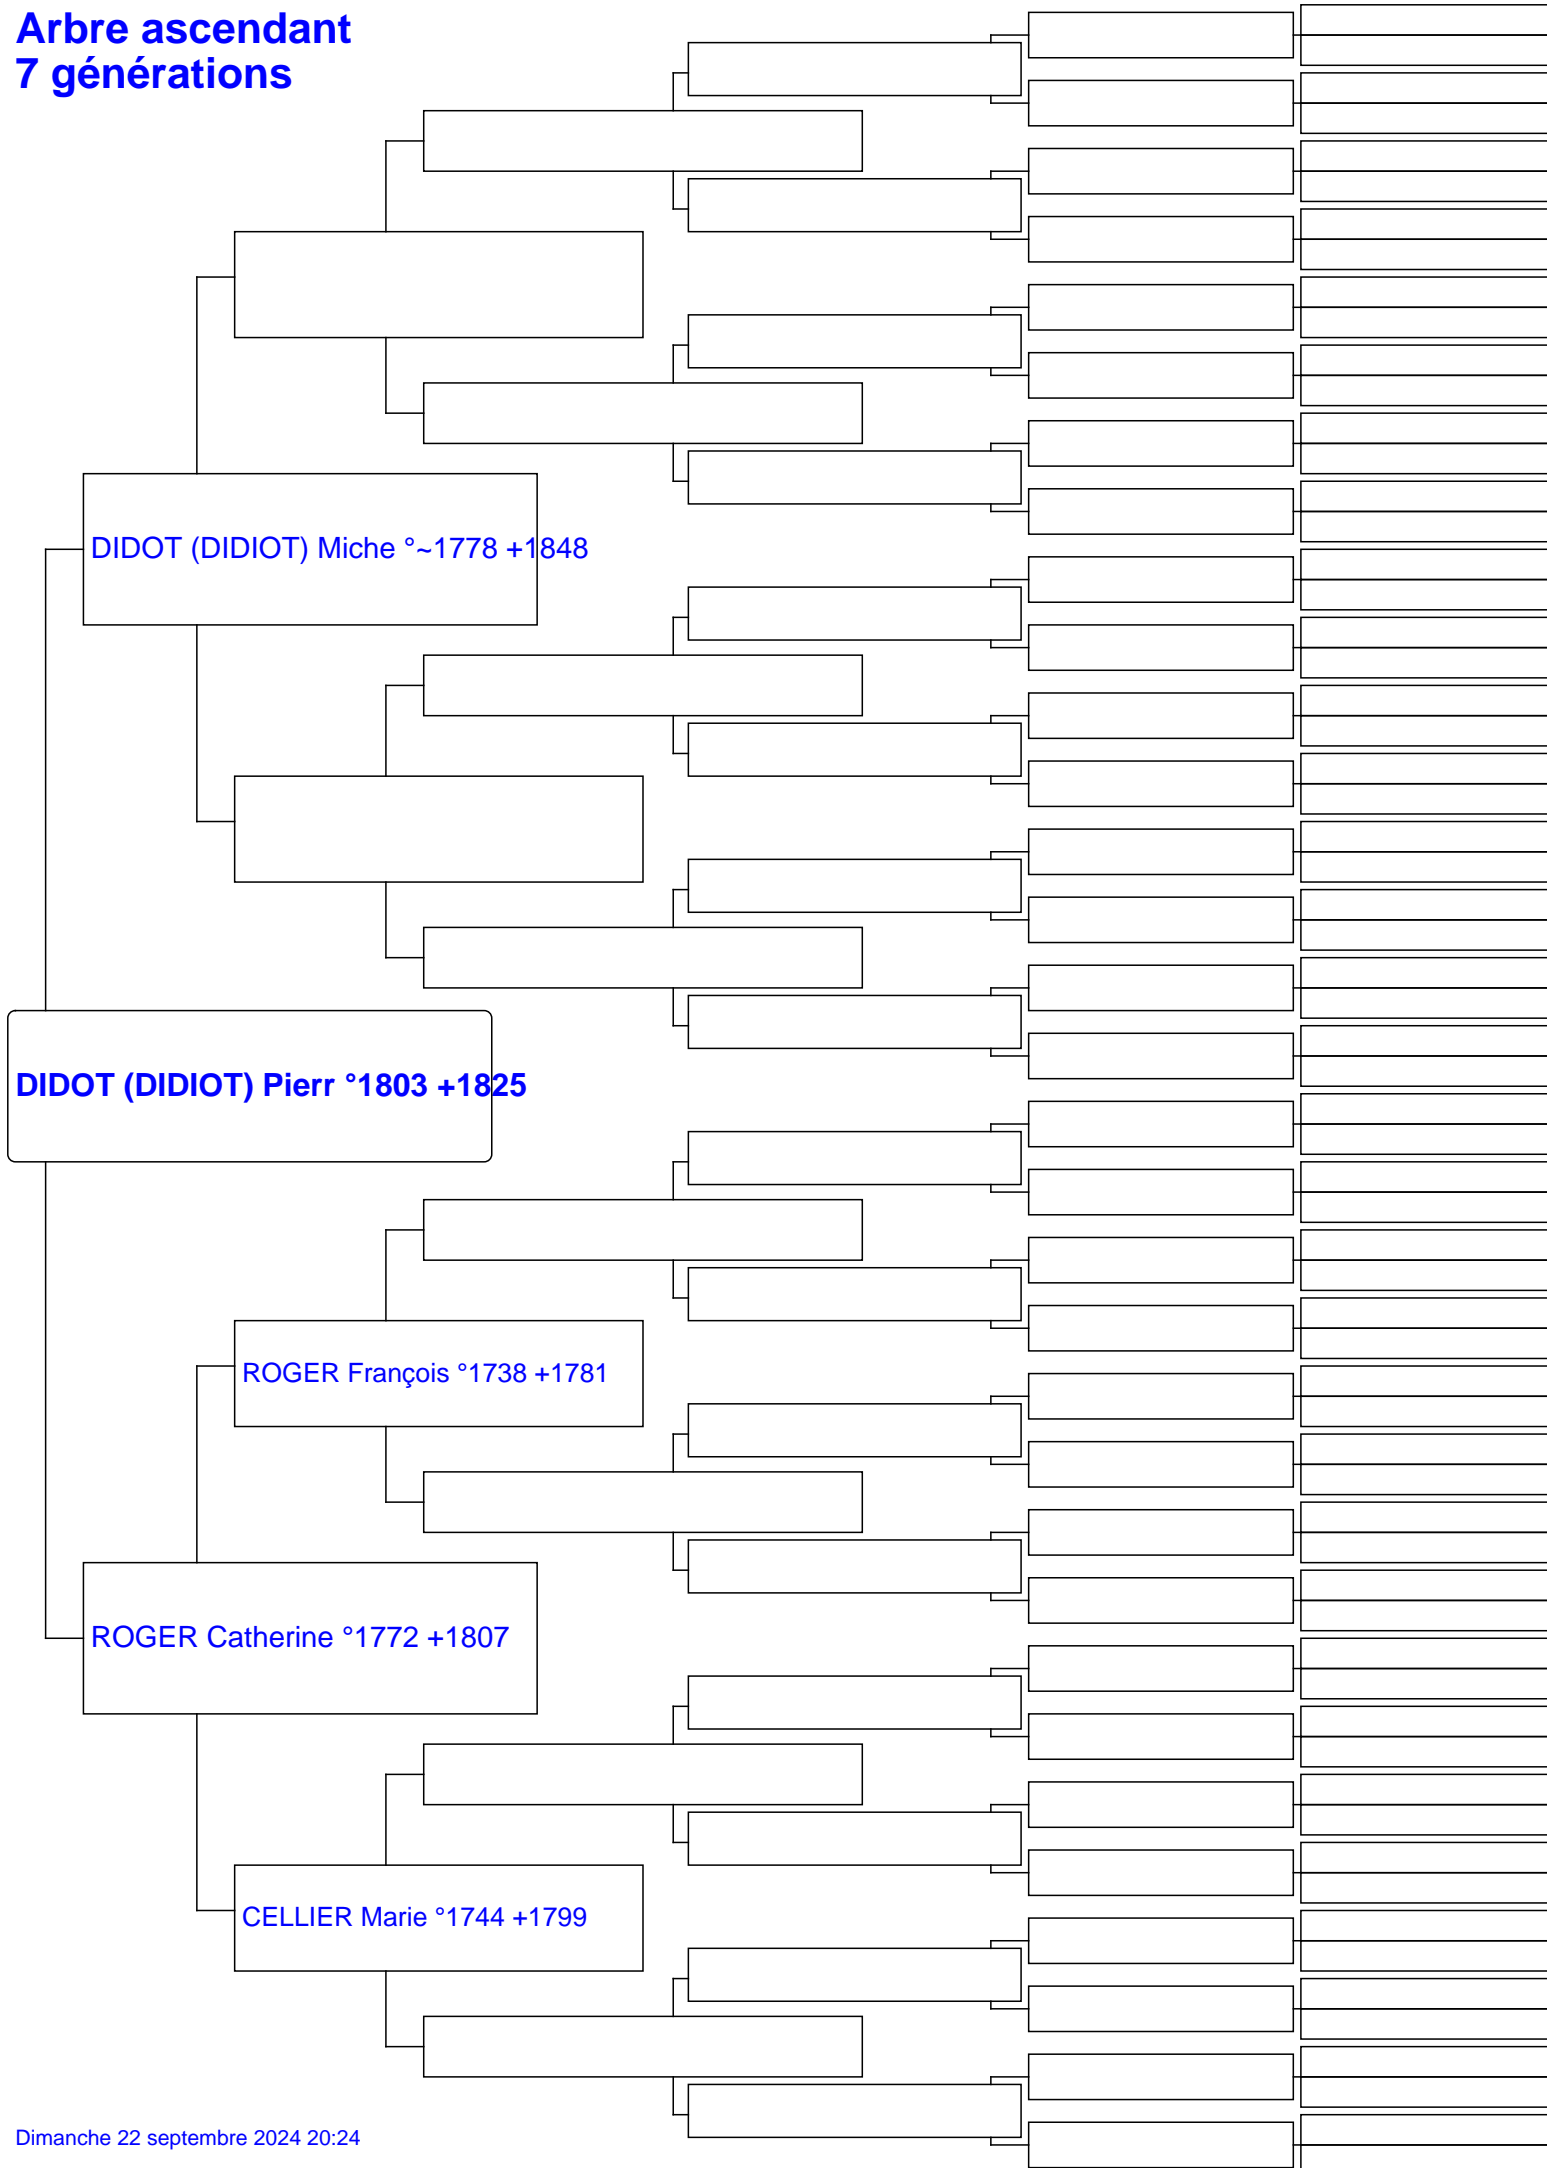 Arbre ascendant
7 générations
DIDOT (DIDIOT) Miche °~1778 +1848
DIDOT (DIDIOT) Pierr °1803 +1825
ROGER François °1738 +1781
ROGER Catherine °1772 +1807
CELLIER Marie °1744 +1799
Dimanche 22 septembre 2024 20:24